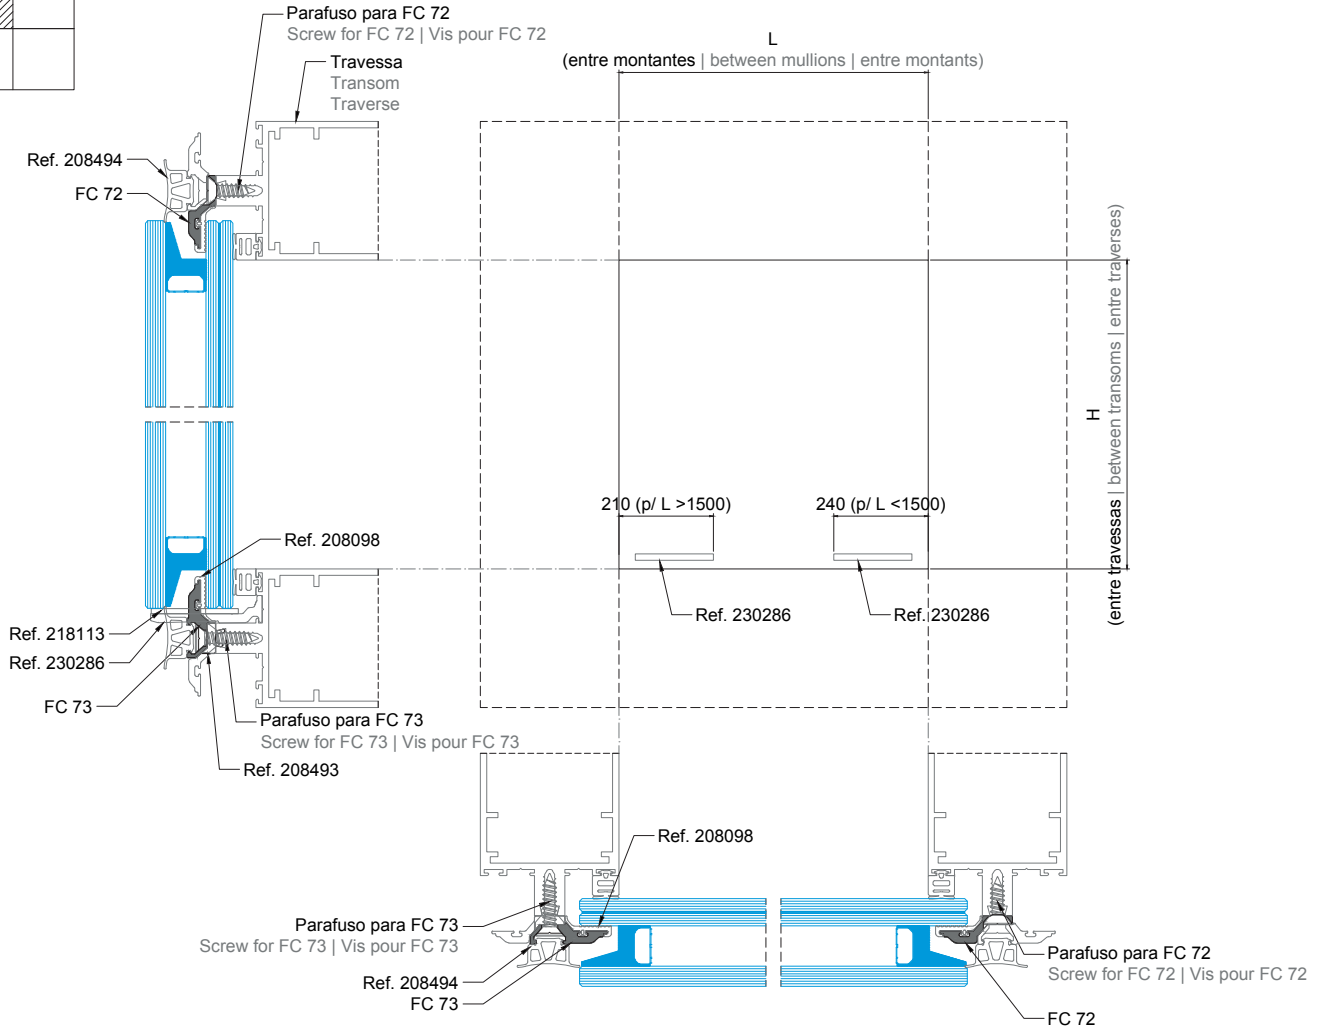 Parafuso para FC 72
Screw for FC 72 | Vis pour FC 72
Travessa
Transom
Traverse
L
(entre montantes | between mullions | entre montants)
Ref. 208494
FC 72
H
(entre travessas | between transoms | entre traverses)
210 (p/ L >1500)
240 (p/ L <1500)
Ref. 208098
Ref. 230286
Ref. 230286
Ref. 218113
Ref. 230286
FC 73
Parafuso para FC 73
Screw for FC 73 | Vis pour FC 73
Ref. 208493
Ref. 208098
Parafuso para FC 73
Screw for FC 73 | Vis pour FC 73
Ref. 208494
FC 73
Parafuso para FC 72
Screw for FC 72 | Vis pour FC 72
FC 72